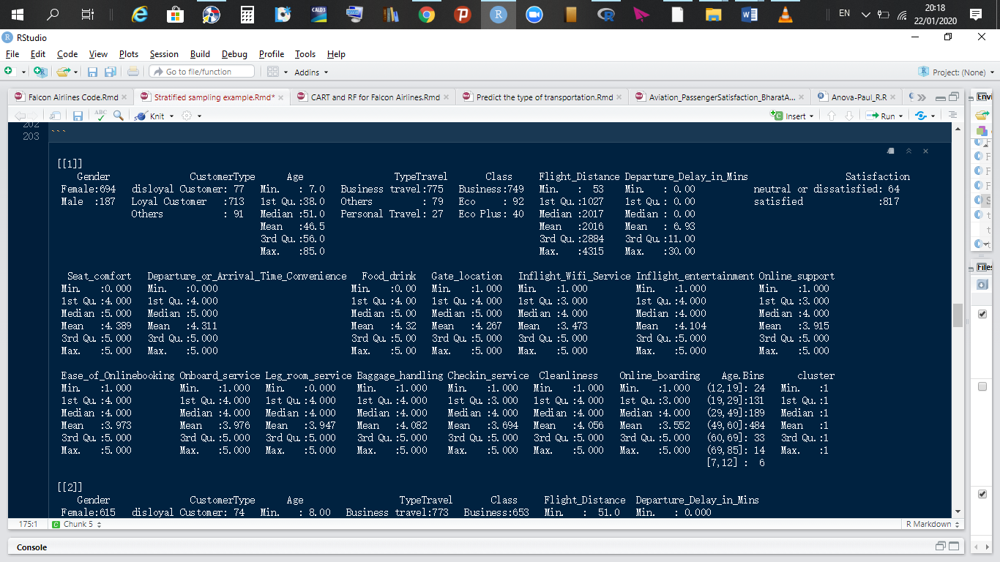 EN
20:18
22/01/2020
RStudio
File Edit Code View Plots Session Build Debug Profile Tools Help
Go to file/function Addins Project: (None)
Falcon Airlines Code.Rmd Stratified sampling example.Rmd* CART and RF for Falcon Airlines.Rmd Predict the type of transportation.Rmd Aviation_PassengerSatisfaction_BharatA... Anova-Paul_R.R Envi
ABC Knit Insert Run
202
203 ```
[[1]]
Gender CustomerType Age TypeTravel Class Flight_Distance Departure_Delay_in_Mins Satisfaction
Female:694 disloyal Customer: 77 Min. : 7.0 Business travel:775 Business:749 Min. : 53 Min. : 0.00 neutral or dissatisfied: 64
Male :187 Loyal Customer :713 1st Qu.:38.0 Others : 79 Eco : 92 1st Qu.:1027 1st Qu.: 0.00 satisfied :817
Others : 91 Median :51.0 Personal Travel: 27 Eco Plus: 40 Median :2017 Median : 0.00
Mean :46.5 Mean :2016 Mean : 6.93
3rd Qu.:56.0 3rd Qu.:2884 3rd Qu.:11.00
Max. :85.0 Max. :4315 Max. :30.00
Seat_comfort Departure_or_Arrival_Time_Convenience Food_drink Gate_location Inflight_Wifi_Service Inflight_entertainment Online_support
Min. :0.000 Min. :0.000 Min. :0.00 Min. :1.000 Min. :1.000 Min. :1.000 Min. :1.000
1st Qu.:4.000 1st Qu.:4.000 1st Qu.:4.00 1st Qu.:4.000 1st Qu.:3.000 1st Qu.:4.000 1st Qu.:3.000
Median :5.000 Median :5.000 Median :5.00 Median :5.000 Median :4.000 Median :4.000 Median :4.000
Mean :4.389 Mean :4.311 Mean :4.32 Mean :4.267 Mean :3.473 Mean :4.104 Mean :3.915
3rd Qu.:5.000 3rd Qu.:5.000 3rd Qu.:5.00 3rd Qu.:5.000 3rd Qu.:5.000 3rd Qu.:5.000 3rd Qu.:5.000
Max. :5.000 Max. :5.000 Max. :5.00 Max. :5.000 Max. :5.000 Max. :5.000 Max. :5.000
Ease_of_Onlinebooking Onboard_service Leg_room_service Baggage_handling Checkin_service Cleanliness Online_boarding Age.Bins cluster
Min. :1.000 Min. :1.000 Min. :0.000 Min. :1.000 Min. :1.000 Min. :1.000 Min. :1.000 (12,19]: 24 Min. :1
1st Qu.:4.000 1st Qu.:4.000 1st Qu.:4.000 1st Qu.:4.000 1st Qu.:3.000 1st Qu.:4.000 1st Qu.:3.000 (19,29]:131 1st Qu.:1
Median :4.000 Median :4.000 Median :4.000 Median :4.000 Median :4.000 Median :4.000 Median :4.000 (29,49]:189 Median :1
Mean :3.973 Mean :3.976 Mean :3.947 Mean :4.082 Mean :3.694 Mean :4.056 Mean :3.552 (49,60]:484 Mean :1
3rd Qu.:5.000 3rd Qu.:5.000 3rd Qu.:5.000 3rd Qu.:5.000 3rd Qu.:5.000 3rd Qu.:5.000 3rd Qu.:5.000 (60,69]: 33 3rd Qu.:1
Max. :5.000 Max. :5.000 Max. :5.000 Max. :5.000 Max. :5.000 Max. :5.000 Max. :5.000 (69,85]: 14 Max. :1
[7,12] : 6
[[2]]
Gender CustomerType Age TypeTravel Class Flight_Distance Departure_Delay_in_Mins
Female:615 disloyal Customer: 74 Min. : 8.00 Business travel:773 Business:653 Min. : 51.0 Min. : 0.000
Files
175:1 Chunk 5 R Markdown
Console